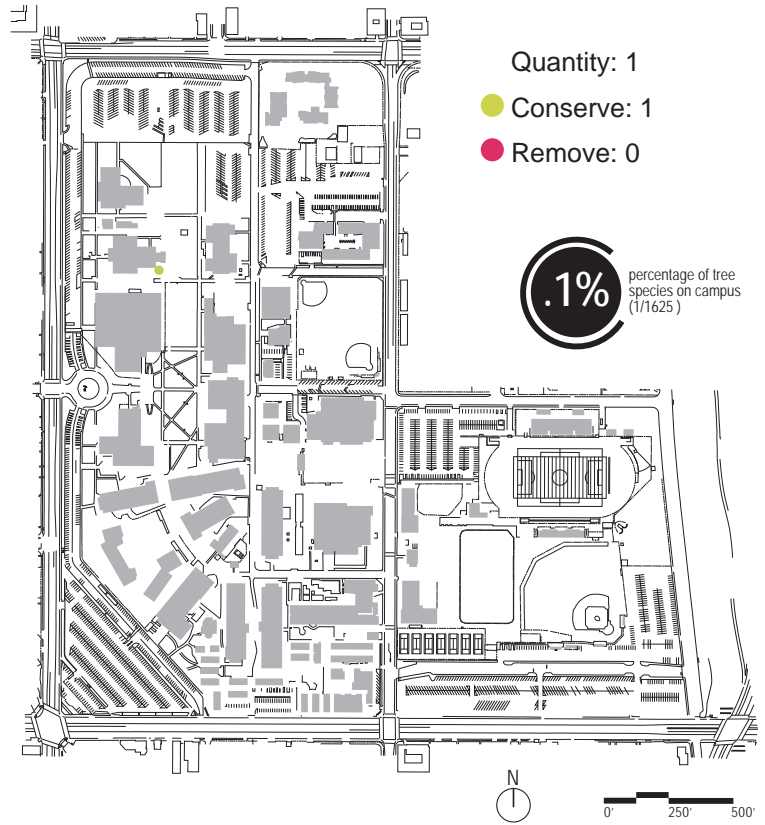 Quantity: 1
Conserve: 1
Remove: 0
.1%
percentage of tree
species on campus
(1/1625 )
N
0'
250'
500'